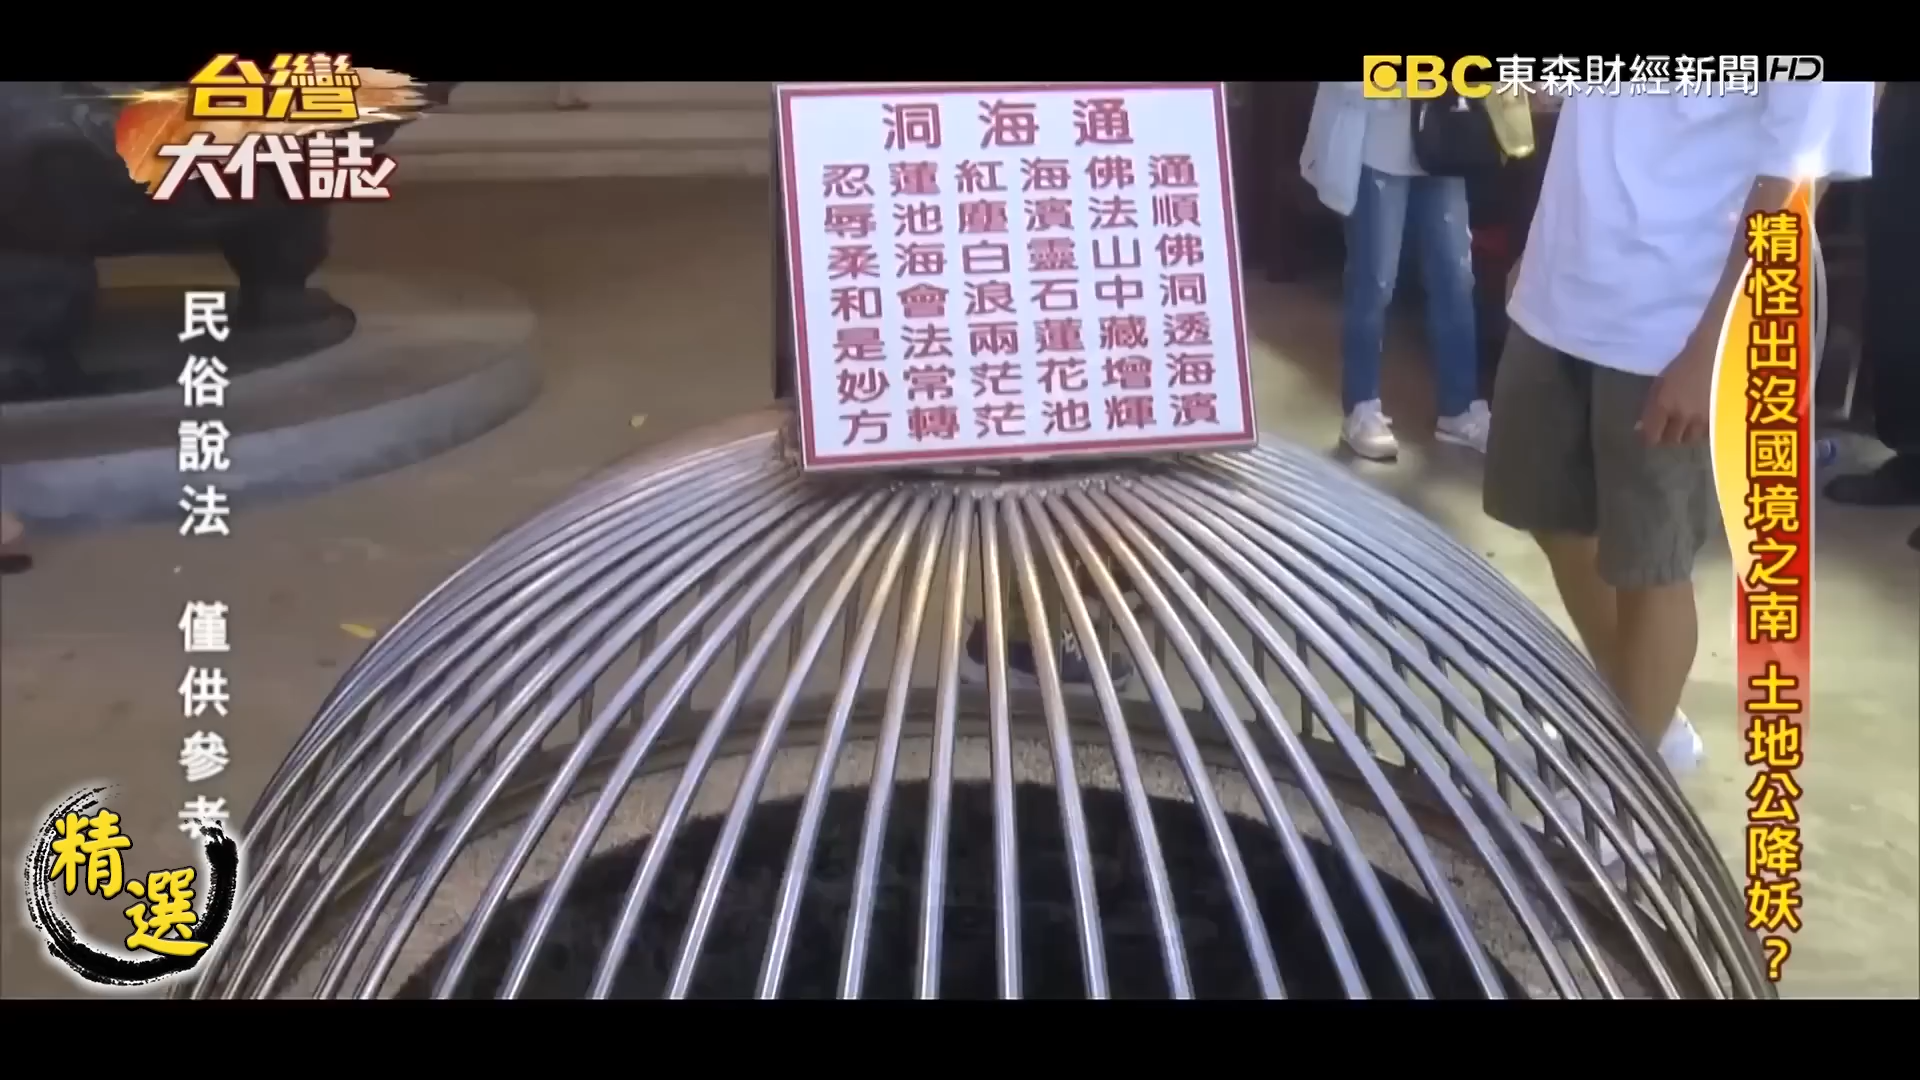 台灣
大代誌
EBC東森財經新聞HD
通海洞
通順佛洞透海濱
佛法山中藏增輝
海濱靈石蓮花池
紅塵白浪兩茫茫
蓮池海會法常轉
忍辱柔和是妙方
精怪出沒國境之南 土地公降妖？
民俗說法 僅供參考
精選